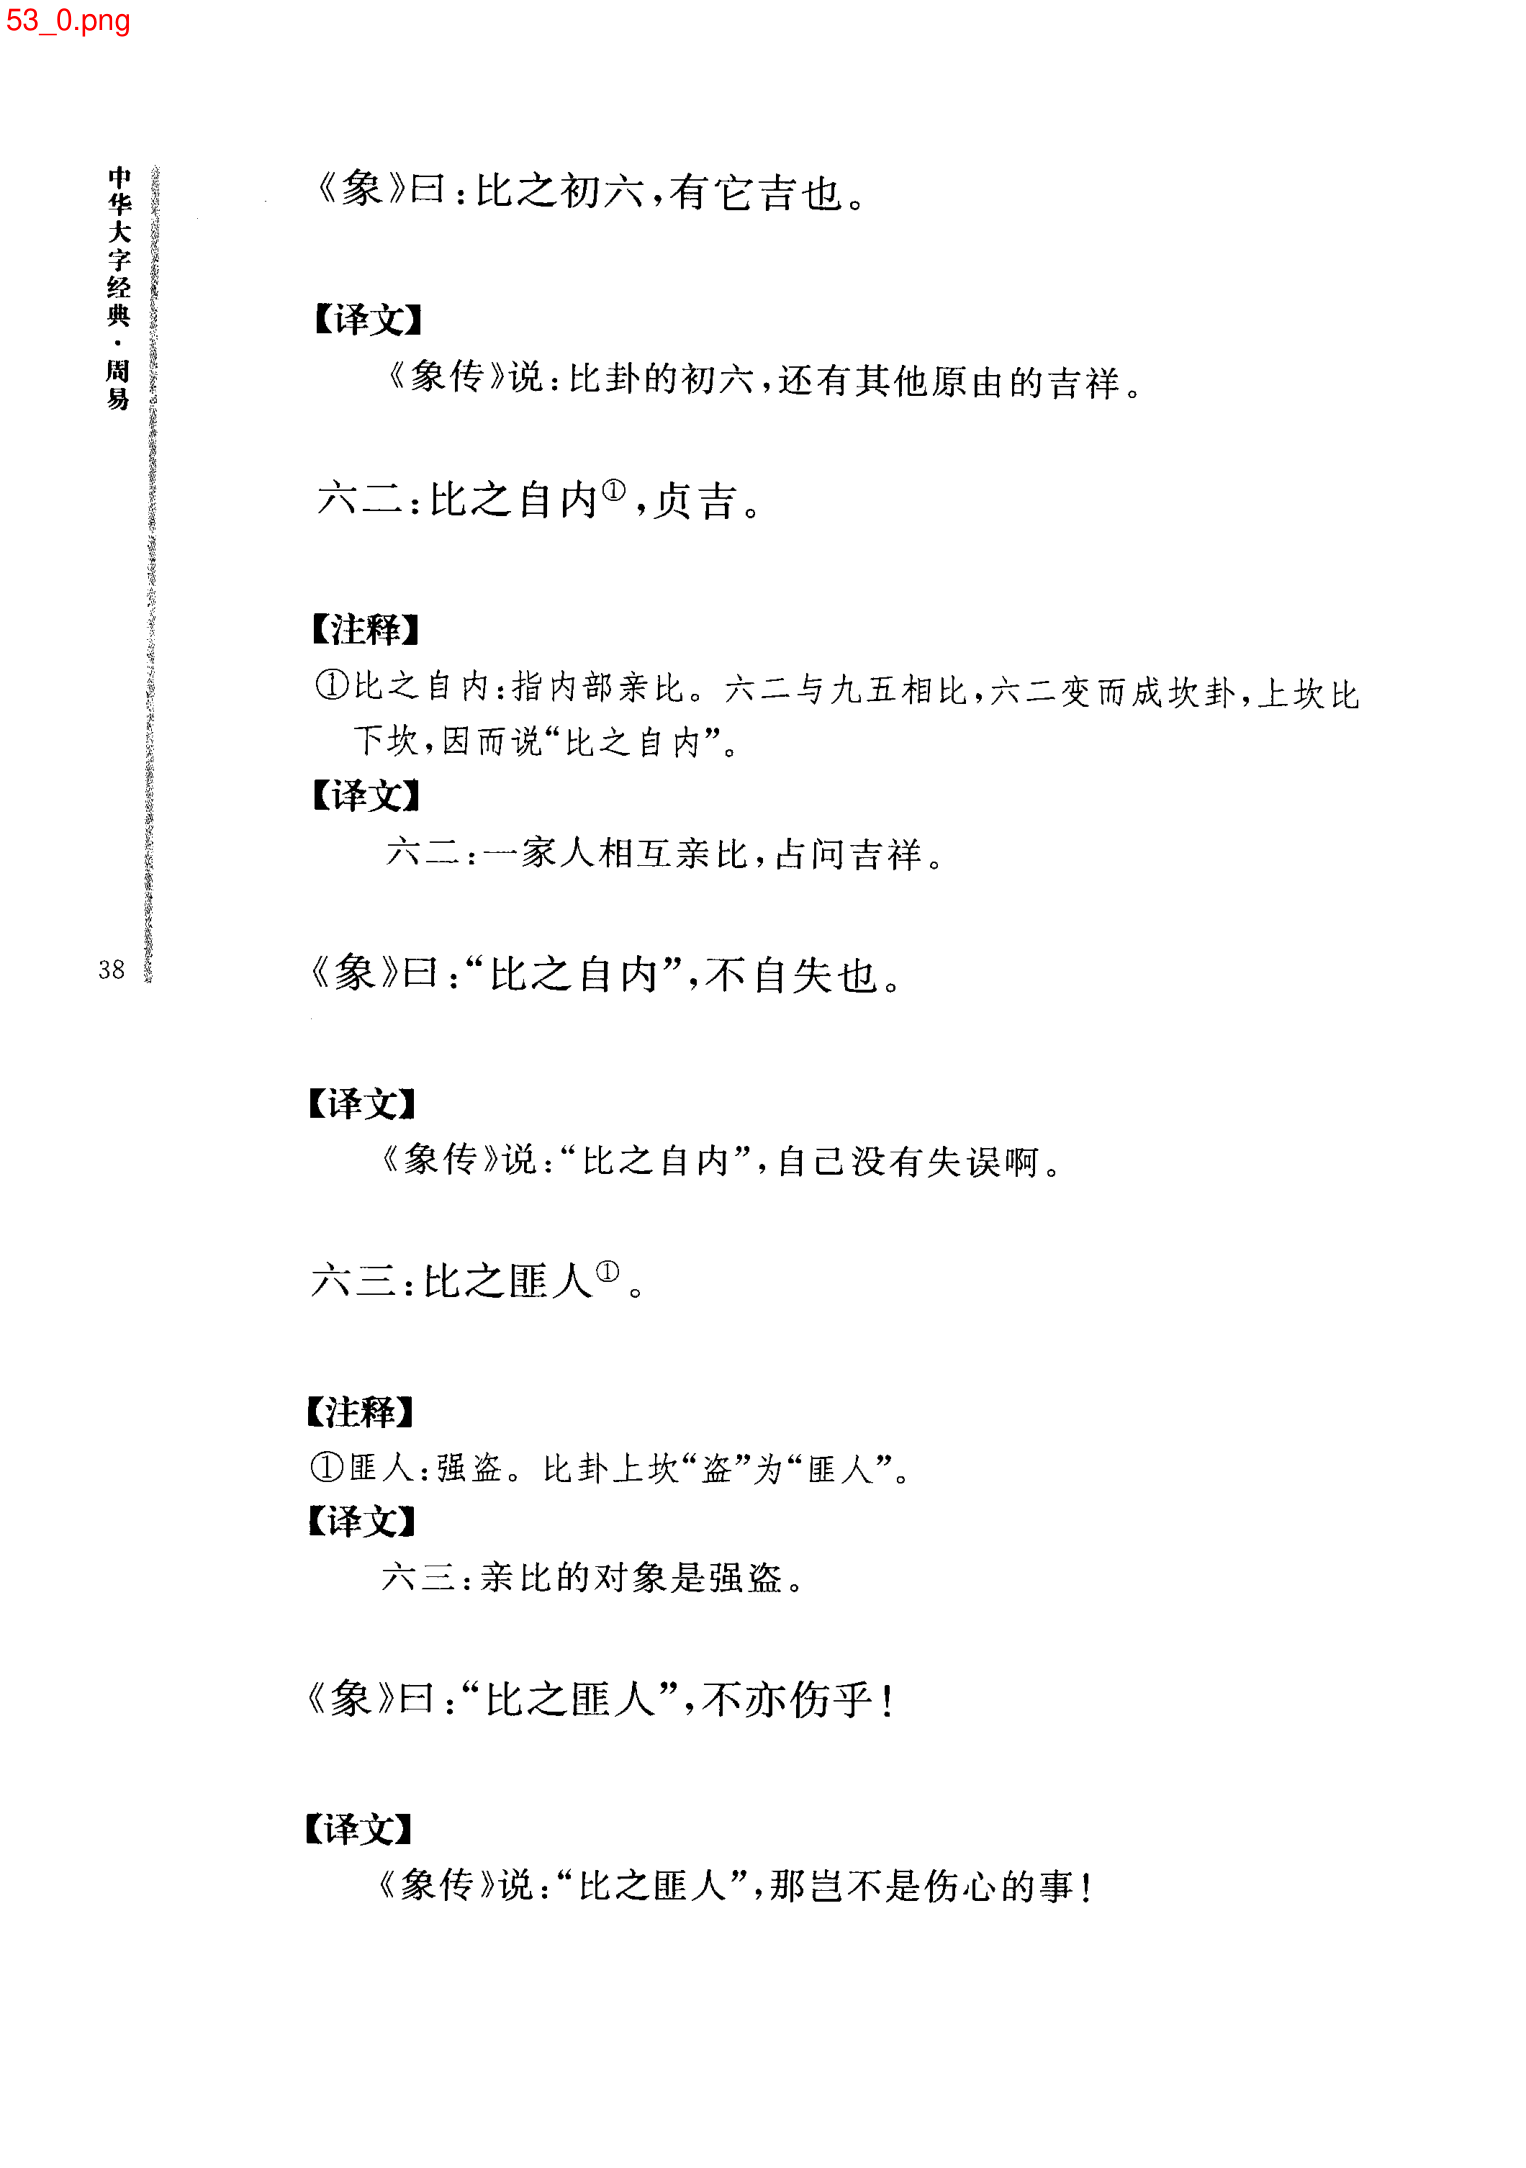 53_0.png
中华大字经典·周易
38
《象》曰：比之初六，有它吉也。
【译文】
《象传》说：比卦的初六，还有其他原由的吉祥。
六二：比之自内①，贞吉。
【注释】
①比之自内：指内部亲比。六二与九五相比，六二变而成坎卦，上坎比
下坎，因而说“比之自内”。
【译文】
六二：一家人相互亲比，占问吉祥。
《象》曰：“比之自内”，不自失也。
【译文】
《象传》说：“比之自内”，自己没有失误啊。
六三：比之匪人①。
【注释】
①匪人：强盗。比卦上坎“盗”为“匪人”。
【译文】
六三：亲比的对象是强盗。
《象》曰：“比之匪人”，不亦伤乎！
【译文】
《象传》说：“比之匪人”，那岂不是伤心的事！